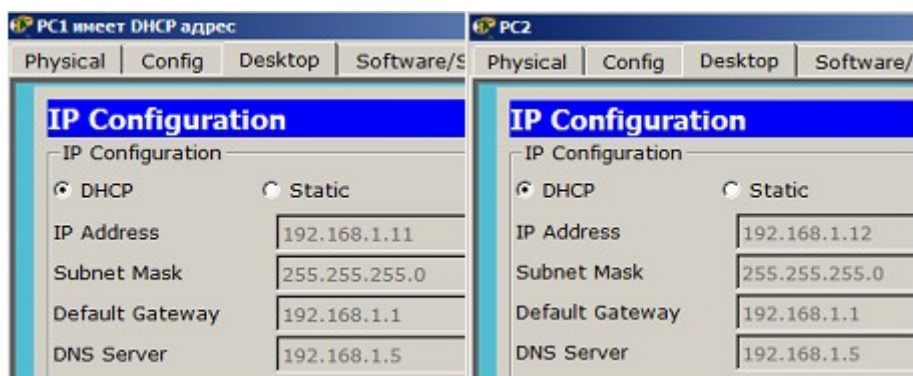 PC1 имеет DHCP адрес
Physical Config Desktop Software/S
IP Configuration
IP Configuration
DHCP Static
IP Address 192.168.1.11
Subnet Mask 255.255.255.0
Default Gateway 192.168.1.1
DNS Server 192.168.1.5
PC2
Physical Config Desktop Software/
IP Configuration
IP Configuration
DHCP Static
IP Address 192.168.1.12
Subnet Mask 255.255.255.0
Default Gateway 192.168.1.1
DNS Server 192.168.1.5